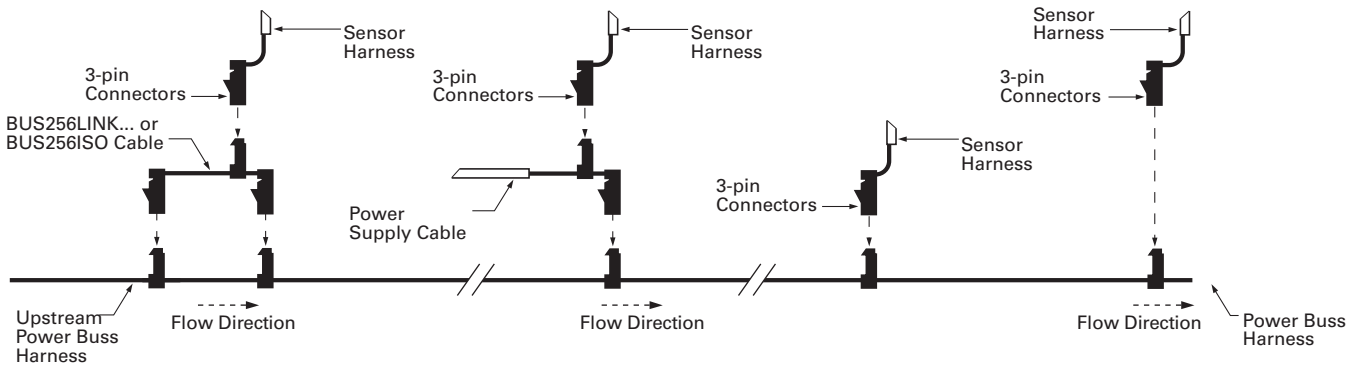 Sensor
Harness
3-pin
Connectors
BUS256LINK... or
BUS256ISO Cable
Upstream
Power Buss
Harness
Flow Direction
Sensor
Harness
3-pin
Connectors
Power
Supply Cable
Flow Direction
Sensor
Harness
3-pin
Connectors
Sensor
Harness
3-pin
Connectors
Flow Direction
Power Buss
Harness